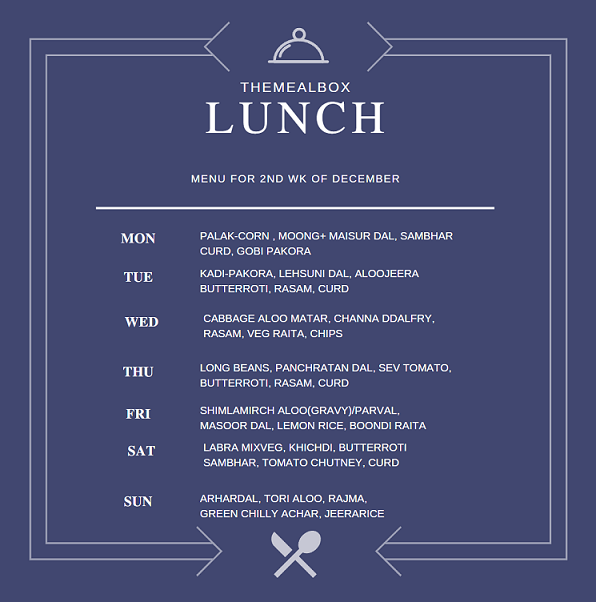 THEMEALBOX
LUNCH
MENU FOR 2ND WK OF DECEMBER
MON PALAK-CORN , MOONG+ MAISUR DAL, SAMBHAR
CURD, GOBI PAKORA
TUE KADI-PAKORA, LEHSUNI DAL, ALOOJEERA
BUTTERROTI, RASAM, CURD
WED CABBAGE ALOO MATAR, CHANNA DDALFRY,
RASAM, VEG RAITA, CHIPS
THU LONG BEANS, PANCHRATAN DAL, SEV TOMATO,
BUTTERROTI, RASAM, CURD
FRI SHIMLAMIRCH ALOO(GRAVY)/PARVAL,
MASOOR DAL, LEMON RICE, BOONDI RAITA
SAT LABRA MIXVEG, KHICHDI, BUTTERROTI
SAMBHAR, TOMATO CHUTNEY, CURD
SUN ARHARDAL, TORI ALOO, RAJMA,
GREEN CHILLY ACHAR, JEERARICE